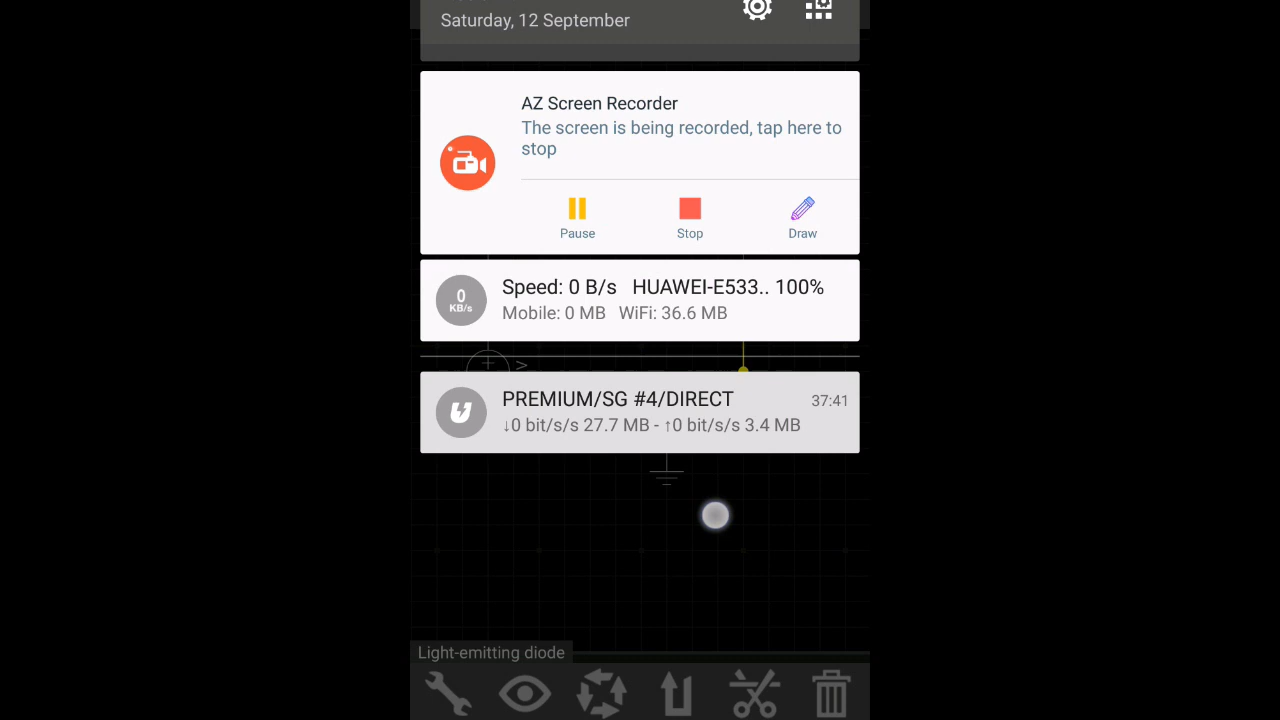 Saturday, 12 September
AZ Screen Recorder
The screen is being recorded, tap here to
stop
Pause
Stop
Draw
0
KB/s
Speed: 0 B/s HUAWEI-E533.. 100%
Mobile: 0 MB WiFi: 36.6 MB
PREMIUM/SG #4/DIRECT
37:41
↓0 bit/s/s 27.7 MB - ↑0 bit/s/s 3.4 MB
Light-emitting diode